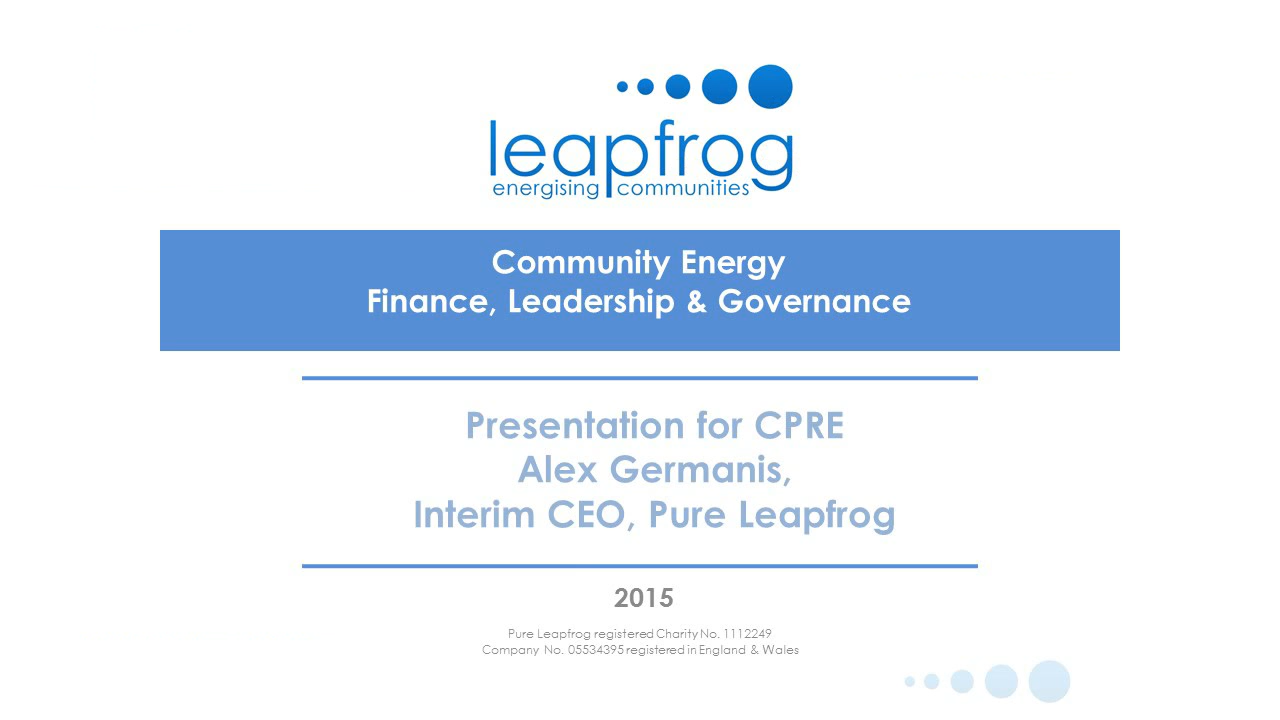 leapfrog
energising communities
Community Energy
Finance, Leadership & Governance
Presentation for CPRE
Alex Germanis,
Interim CEO, Pure Leapfrog
2015
Pure Leapfrog registered Charity No. 1112249
Company No. 05534395 registered in England & Wales